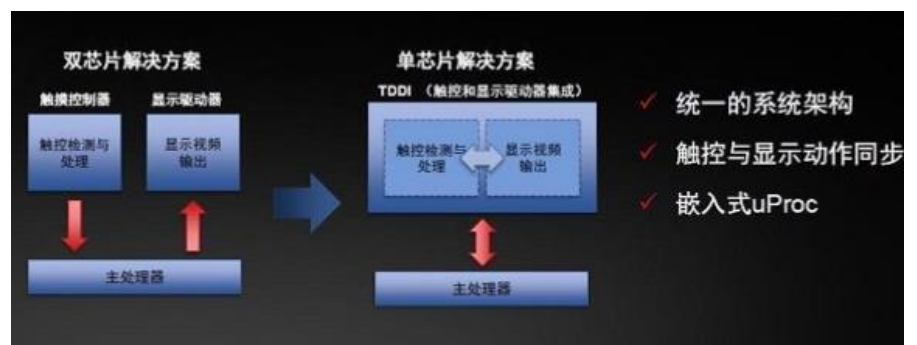 双芯片解决方案
触摸控制器
显示驱动器
触控检测与
处理
显示视频
输出
主处理器
单芯片解决方案
TDDI （触控和显示驱动器集成）
触控检测与
处理
显示视频
输出
主处理器
✓ 统一的系统架构
✓ 触控与显示动作同步
✓ 嵌入式uProc